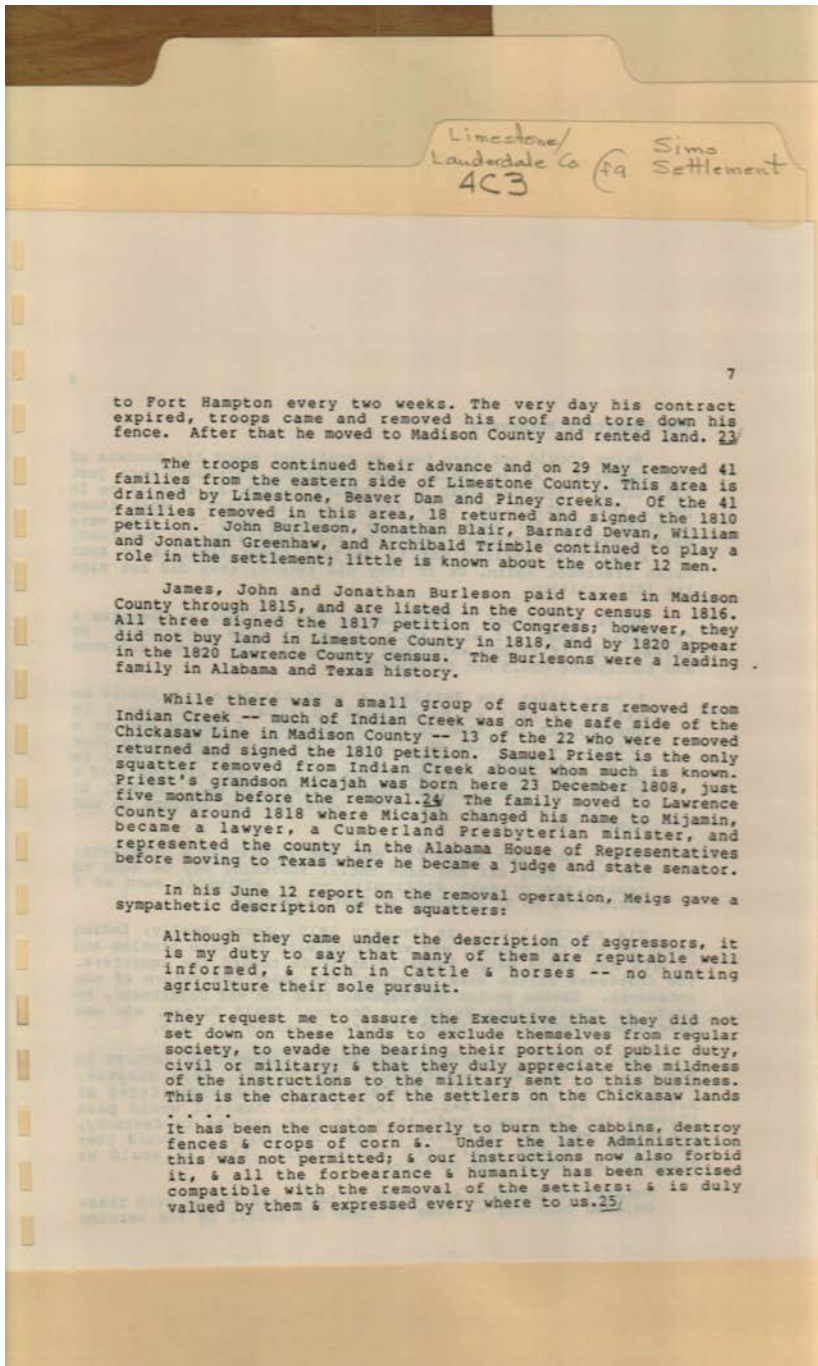 Limestone/
Lauderdale Co
4C3
Sims
Settlement
7
to Fort Hampton every two weeks. The very day his contract
expired, troops came and removed his roof and tore down his
fence. After that he moved to Madison County and rented land. 23/
The troops continued their advance and on 29 May removed 41
families from the eastern side of Limestone County. This area is
drained by Limestone, Beaver Dam and Piney creeks. Of the 41
families removed in this area, 18 returned and signed the 1810
petition. John Burleson, Jonathan Blair, Barnard Devan, William
and Jonathan Greenhaw, and Archibald Trimble continued to play a
role in the settlement; little is known about the other 12 men.
James, John and Jonathan Burleson paid taxes in Madison
County through 1815, and are listed in the county census in 1816.
All three signed the 1817 petition to Congress; however, they
did not buy land in Limestone County in 1818, and by 1820 appear
in the 1820 Lawrence County census. The Burlesons were a leading
family in Alabama and Texas history.
While there was a small group of squatters removed from
Indian Creek -- much of Indian Creek was on the safe side of the
Chickasaw Line in Madison County -- 13 of the 22 who were removed
returned and signed the 1810 petition. Samuel Priest is the only
squatter removed from Indian Creek about whom much is known.
Priest's grandson Micajah was born here 23 December 1808, just
five months before the removal.24/ The family moved to Lawrence
County around 1818 where Micajah changed his name to Mijamin,
became a lawyer, a Cumberland Presbyterian minister, and
represented the county in the Alabama House of Representatives
before moving to Texas where he became a judge and state senator.
In his June 12 report on the removal operation, Meigs gave a
sympathetic description of the squatters:
Although they came under the description of aggressors, it
is my duty to say that many of them are reputable well
informed, & rich in Cattle & horses -- no hunting
agriculture their sole pursuit.
They request me to assure the Executive that they did not
set down on these lands to exclude themselves from regular
society, to evade the bearing their portion of public duty,
civil or military; & that they duly appreciate the mildness
of the instructions to the military sent to this business.
This is the character of the settlers on the Chickasaw lands
. . . .
It has been the custom formerly to burn the cabbins, destroy
fences & crops of corn &. Under the late Administration
this was not permitted; & our instructions now also forbid
it, & all the forbearance & humanity has been exercised
compatible with the removal of the settlers: & is duly
valued by them & expressed every where to us.25/